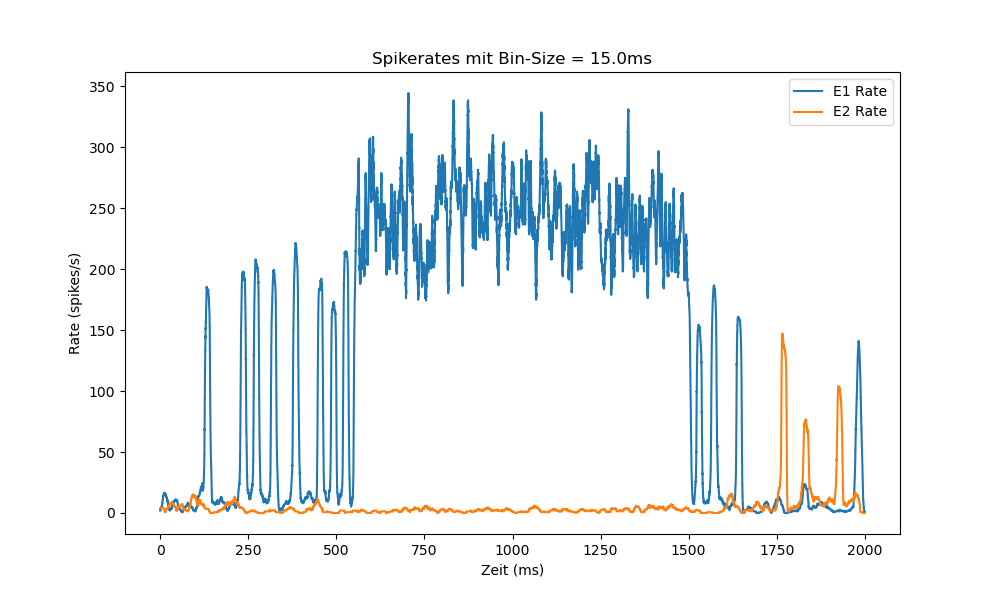 Spikerates mit Bin-Size = 15.0ms
E1 Rate
E2 Rate
350
300
250
200
150
100
50
0
Rate (spikes/s)
0 250 500 750 1000 1250 1500 1750 2000
Zeit (ms)